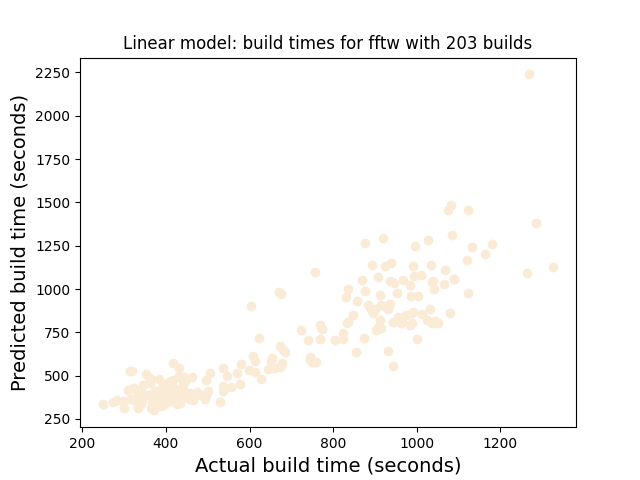 Linear model: build times for fftw with 203 builds
Predicted build time (seconds)
2250
2000
1750
1500
1250
1000
750
500
250
200 400 600 800 1000 1200
Actual build time (seconds)